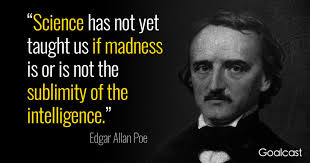 “Science has not yet
taught us if madness
is or is not the
sublimity of the
intelligence.”
Edgar Allan Poe
Goalcast